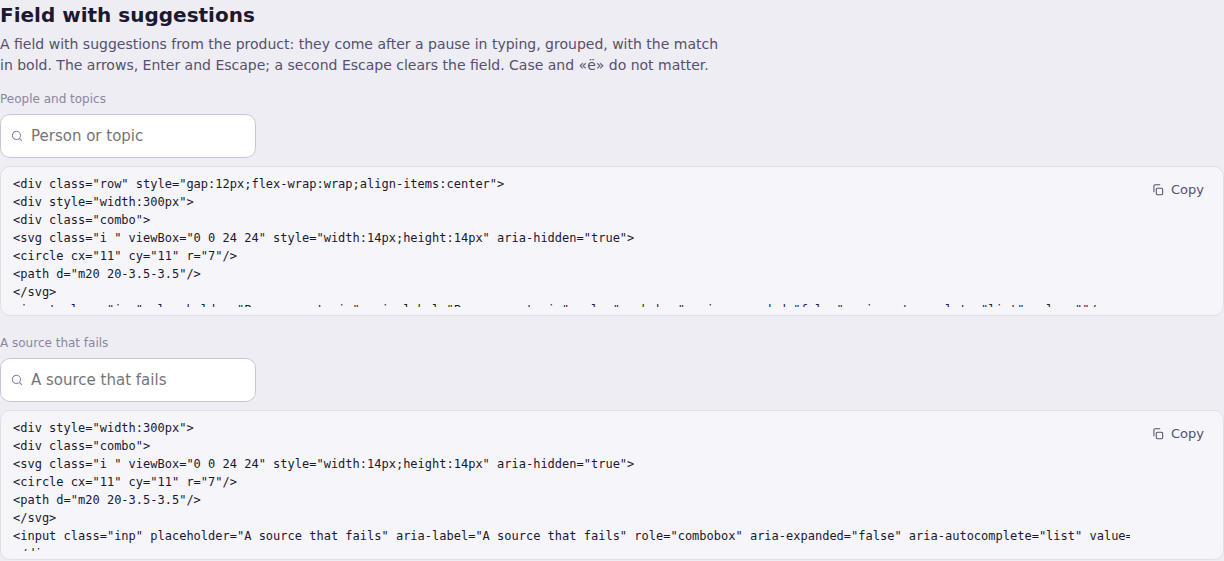 Field with suggestions
A field with suggestions from the product: they come after a pause in typing, grouped, with the match
in bold. The arrows, Enter and Escape; a second Escape clears the field. Case and «ё» do not matter.
People and topics
Person or topic
<div class="row" style="gap:12px;flex-wrap:wrap;align-items:center">
Copy
<div style="width:300px">
<div class="combo">
<svg class="i " viewBox="0 0 24 24" style="width:14px;height:14px" aria-hidden="true">
<circle cx="11" cy="11" r="7"/>
<path d="m20 20-3.5-3.5"/>
</svg>
A source that fails
A source that fails
<div style="width:300px">
Copy
<div class="combo">
<svg class="i " viewBox="0 0 24 24" style="width:14px;height:14px" aria-hidden="true">
<circle cx="11" cy="11" r="7"/>
<path d="m20 20-3.5-3.5"/>
</svg>
<input class="inp" placeholder="A source that fails" aria-label="A source that fails" role="combobox" aria-expanded="false" aria-autocomplete="list" value=